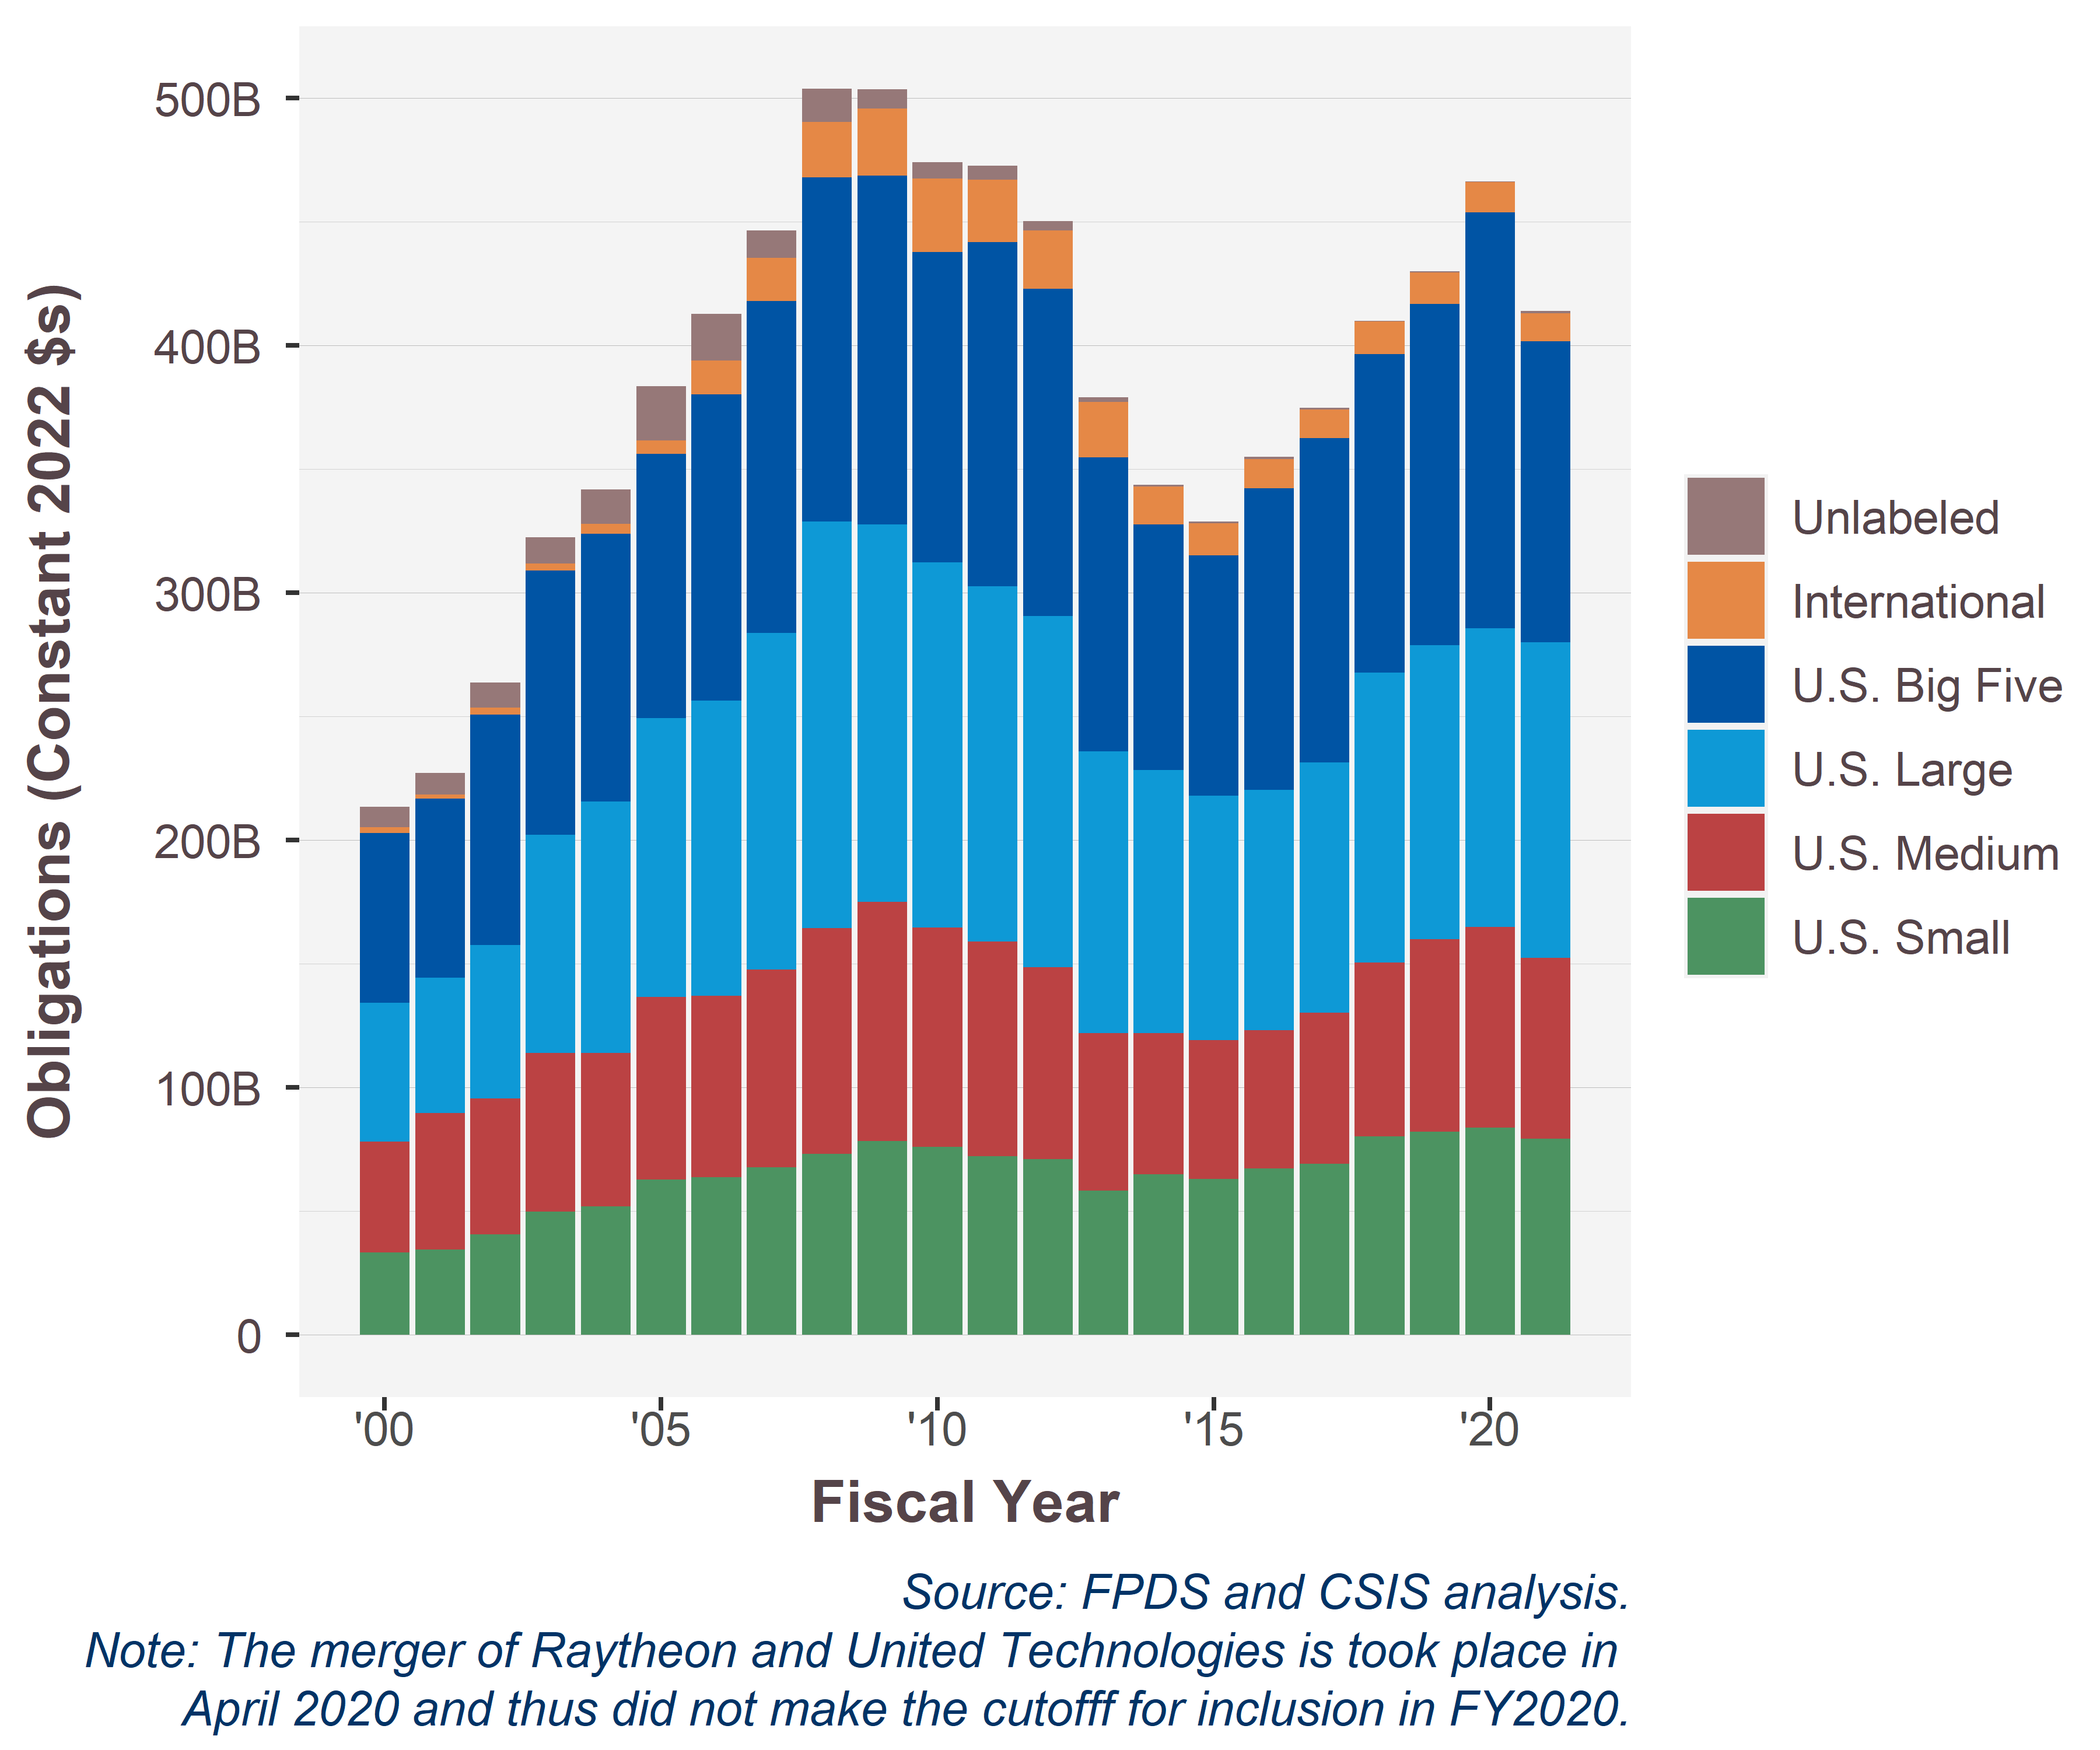 Obligations (Constant 2022 $s)
500B
400B
300B
200B
100B
0
'00
'05
'10
'15
'20
Fiscal Year
Unlabeled
International
U.S. Big Five
U.S. Large
U.S. Medium
U.S. Small
Source: FPDS and CSIS analysis.
Note: The merger of Raytheon and United Technologies is took place in
April 2020 and thus did not make the cutofff for inclusion in FY2020.